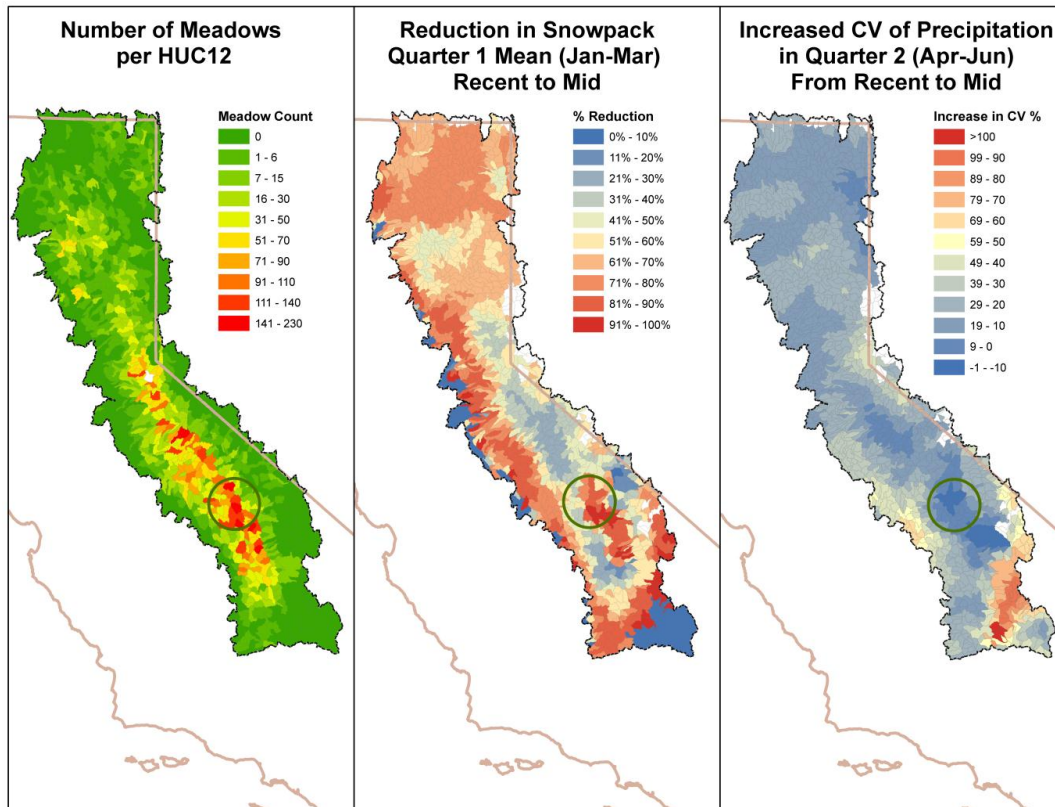 Number of Meadows
per HUC12
Meadow Count
0
1 - 6
7 - 15
16 - 30
31 - 50
51 - 70
71 - 90
91 - 110
111 - 140
141 - 230
Reduction in Snowpack
Quarter 1 Mean (Jan-Mar)
Recent to Mid
% Reduction
0% - 10%
11% - 20%
21% - 30%
31% - 40%
41% - 50%
51% - 60%
61% - 70%
71% - 80%
81% - 90%
91% - 100%
Increased CV of Precipitation
in Quarter 2 (Apr-Jun)
From Recent to Mid
Increase in CV %
>100
99 - 90
89 - 80
79 - 70
69 - 60
59 - 50
49 - 40
39 - 30
29 - 20
19 - 10
9 - 0
-1 - -10